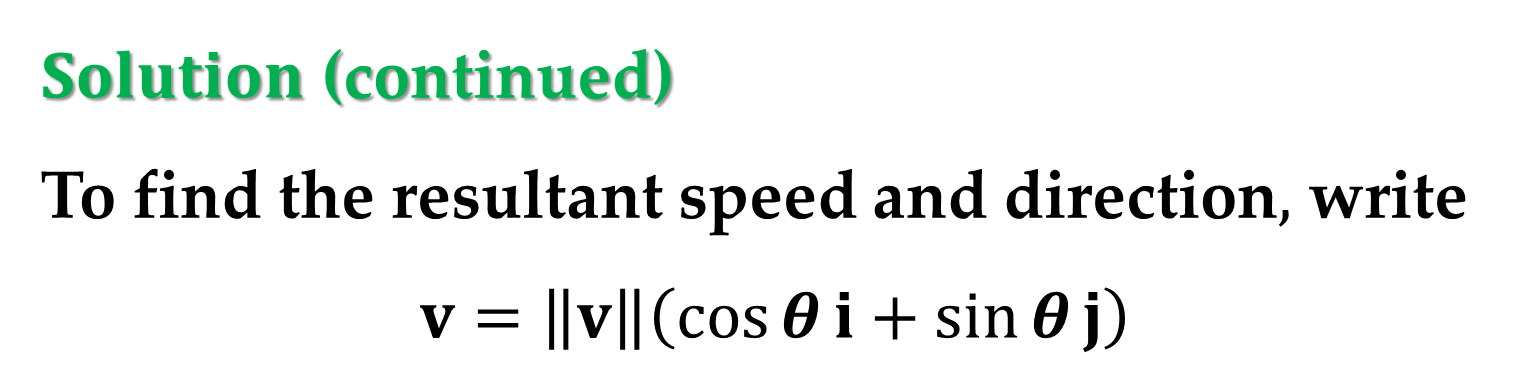 Solution (continued)
To find the resultant speed and direction, write
𝐯 = ‖𝐯‖(cos 𝜽 𝐢 + sin 𝜽 𝐣)